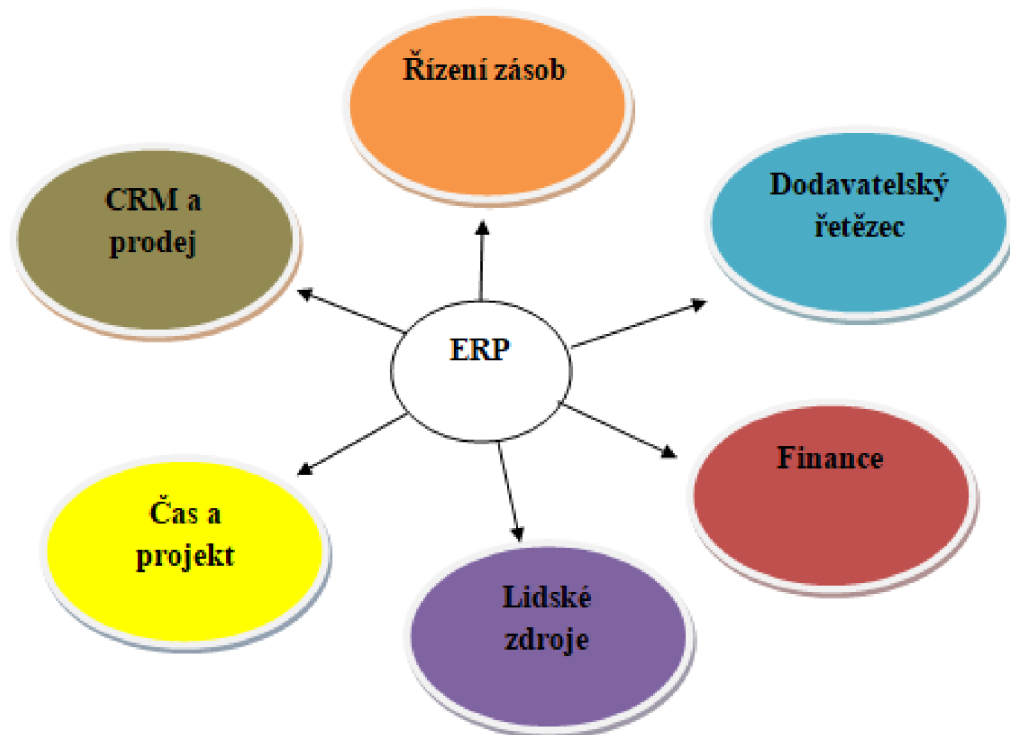 Řízení zásob
CRM a
prodej
Dodavatelský
řetězec
ERP
Finance
Čas a
projekt
Lidské
zdroje